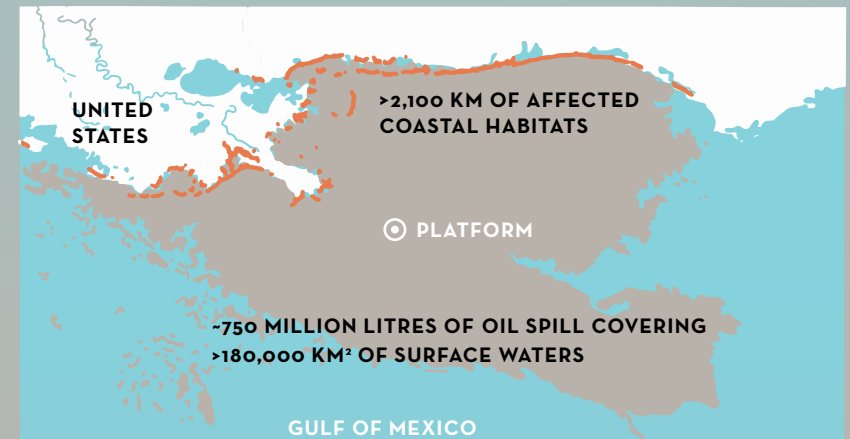 UNITED
STATES
>2,100 KM OF AFFECTED
COASTAL HABITATS
PLATFORM
~750 MILLION LITRES OF OIL SPILL COVERING
>180,000 KM² OF SURFACE WATERS
GULF OF MEXICO